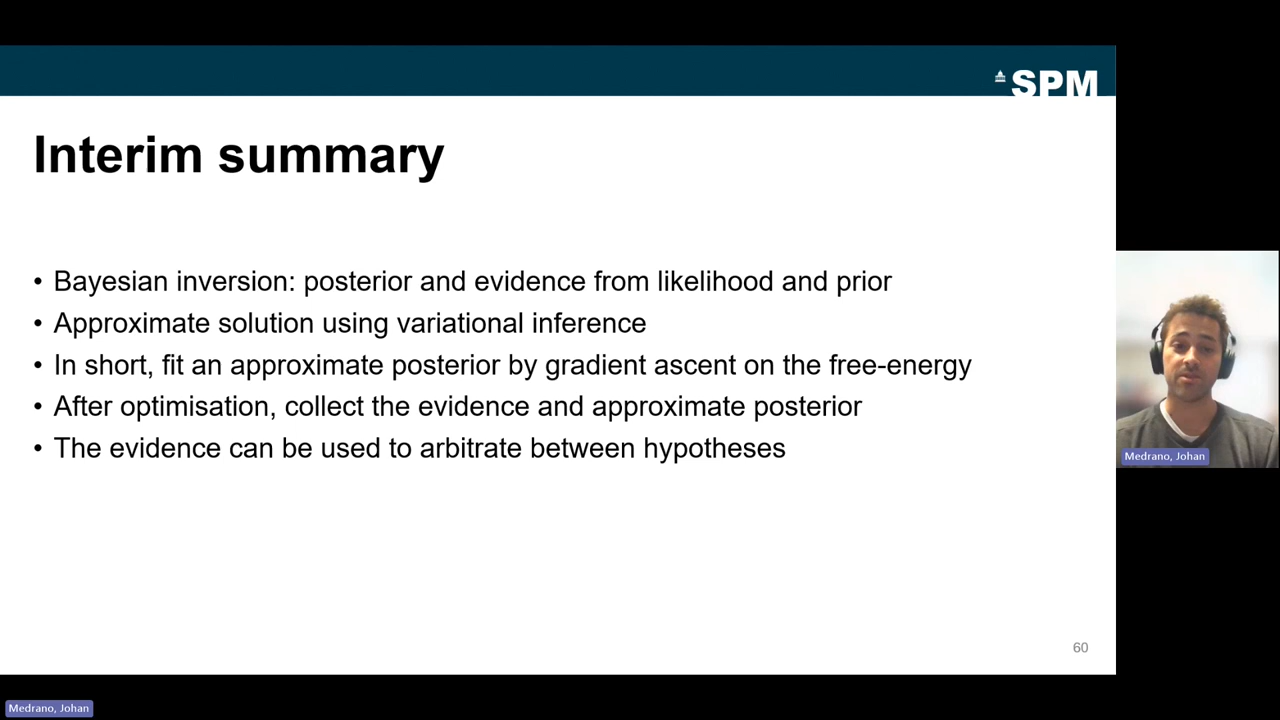 SPM
Interim summary
• Bayesian inversion: posterior and evidence from likelihood and prior
• Approximate solution using variational inference
• In short, fit an approximate posterior by gradient ascent on the free-energy
• After optimisation, collect the evidence and approximate posterior
• The evidence can be used to arbitrate between hypotheses
60
Medrano, Johan
Medrano, Johan